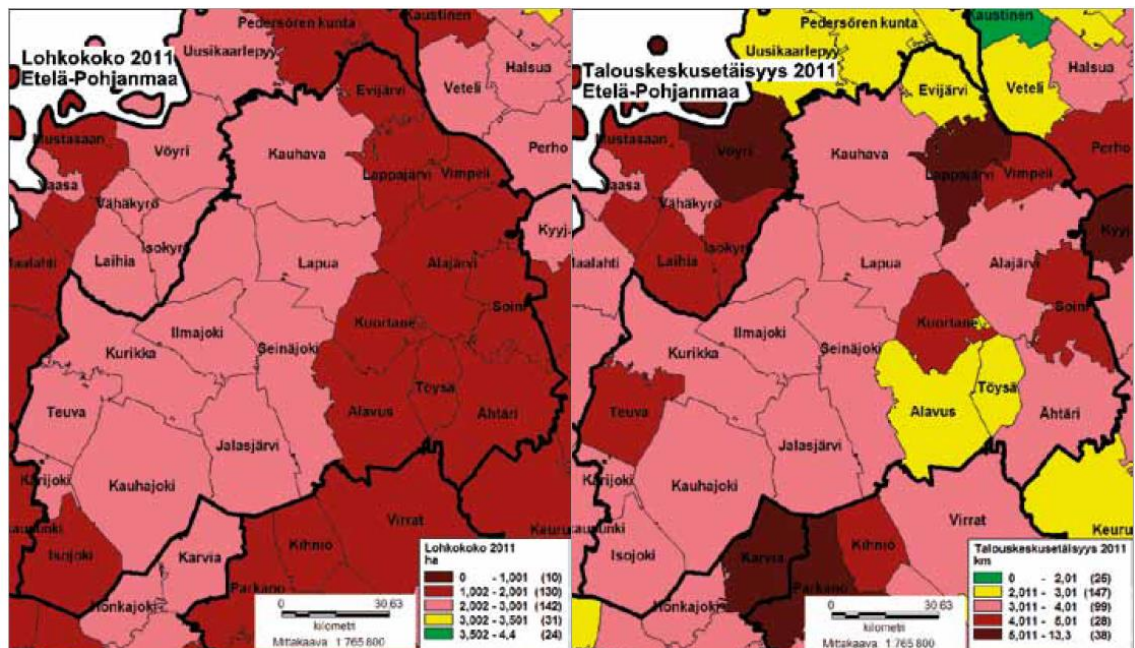 Lohkokoko 2011
Etelä-Pohjanmaa
Pedersören kunta
Kaustinen
Uusikaarlepyy
Halsua
Veteli
Evijärvi
Mustasaari
Vöyri
Kauhava
Perho
Lappajärvi
Vimpeli
Vaasa
Vähäkyrö
Isokyrö
Kyyj
Laihia
Lapua
Alajärvi
Maalahti
Soini
Ilmajoki
Kuortane
Kurikka
Seinäjoki
Töysä
Teuva
Alavus
Ähtäri
Jalasjärvi
Karijoki
Kauhajoki
Virrat
Keuru
Isojoki
Karvia
Kihniö
Parkano
Honkajoki
Lohkokoko 2011
ha
0 - 1,001 (10)
1,002 - 2,001 (130)
2,002 - 3,001 (142)
3,002 - 3,501 (31)
3,502 - 4,4 (24)
0 30 63
kilometri
Mittakaava 1:765 800
Talouskeskusetäisyys 2011
Etelä-Pohjanmaa
Pedersören kunta
Kaustinen
Uusikaarlepyy
Halsua
Veteli
Evijärvi
Mustasaari
Vöyri
Kauhava
Perho
Lappajärvi
Vimpeli
Vaasa
Vähäkyrö
Isokyrö
Kyyj
Laihia
Lapua
Alajärvi
Maalahti
Soini
Ilmajoki
Kuortane
Kurikka
Seinäjoki
Töysä
Teuva
Alavus
Ähtäri
Jalasjärvi
Karijoki
Kauhajoki
Virrat
Keuru
Isojoki
Karvia
Kihniö
Parkano
Honkajoki
Talouskeskusetäisyys 2011
km
0 - 2,01 (26)
2,011 - 3,01 (147)
3,011 - 4,01 (99)
4,011 - 5,01 (28)
5,011 - 13,3 (38)
0 30 63
kilometri
Mittakaava 1:765 800